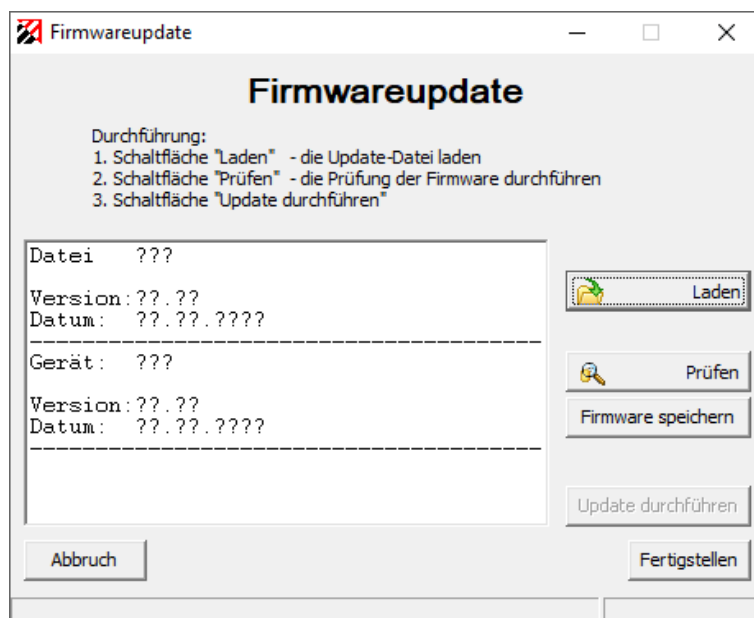 Firmwareupdate
Firmwareupdate
Durchführung:
1. Schaltfläche "Laden"   - die Update-Datei laden
2. Schaltfläche "Prüfen"  - die Prüfung der Firmware durchführen
3. Schaltfläche "Update durchführen"
Datei   ???
Version:??.??
Datum:  ??.??.????
---------------------------------------
Gerät:  ???
Version:??.??
Datum:  ??.??.????
---------------------------------------
Laden
Prüfen
Firmware speichern
Update durchführen
Abbruch
Fertigstellen